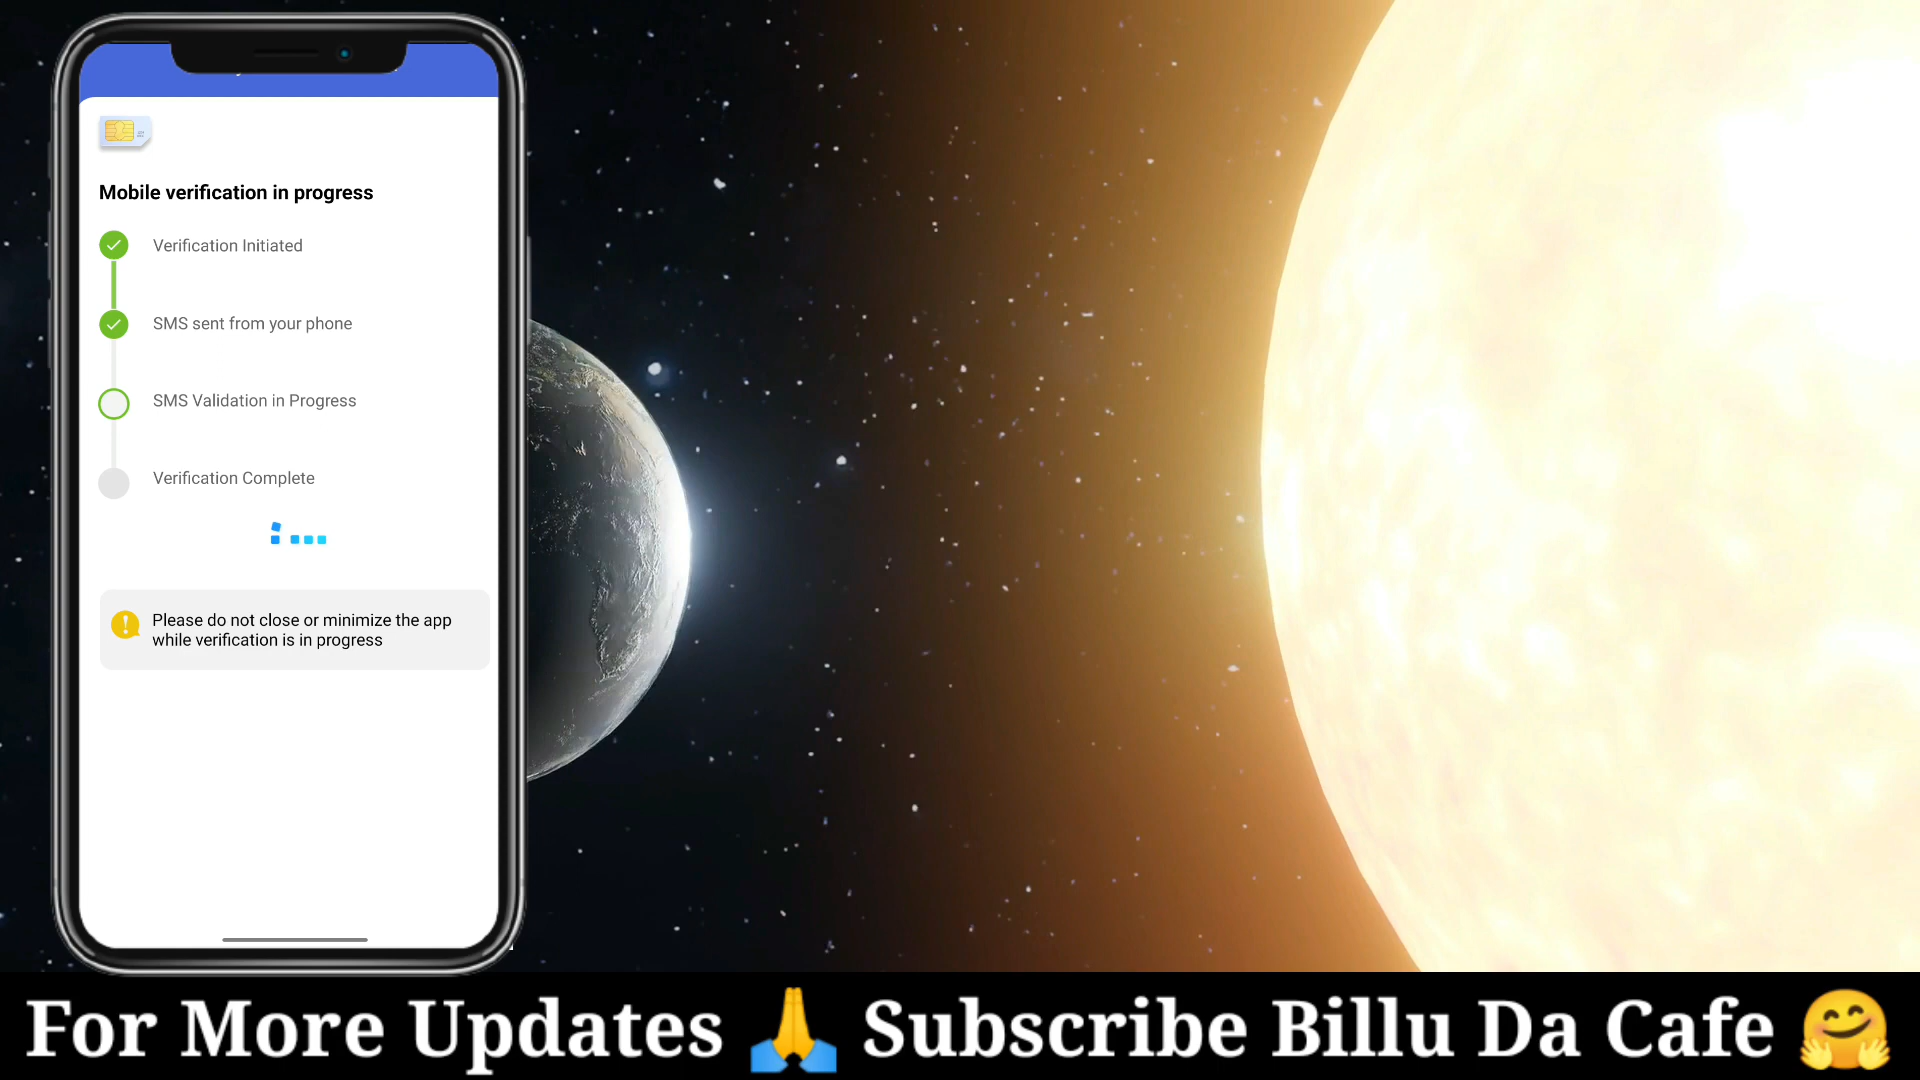 Mobile verification in progress
Verification Initiated
SMS sent from your phone
SMS Validation in Progress
Verification Complete
Please do not close or minimize the app
while verification is in progress
For More Updates 🙏 Subscribe Billu Da Cafe 🤗